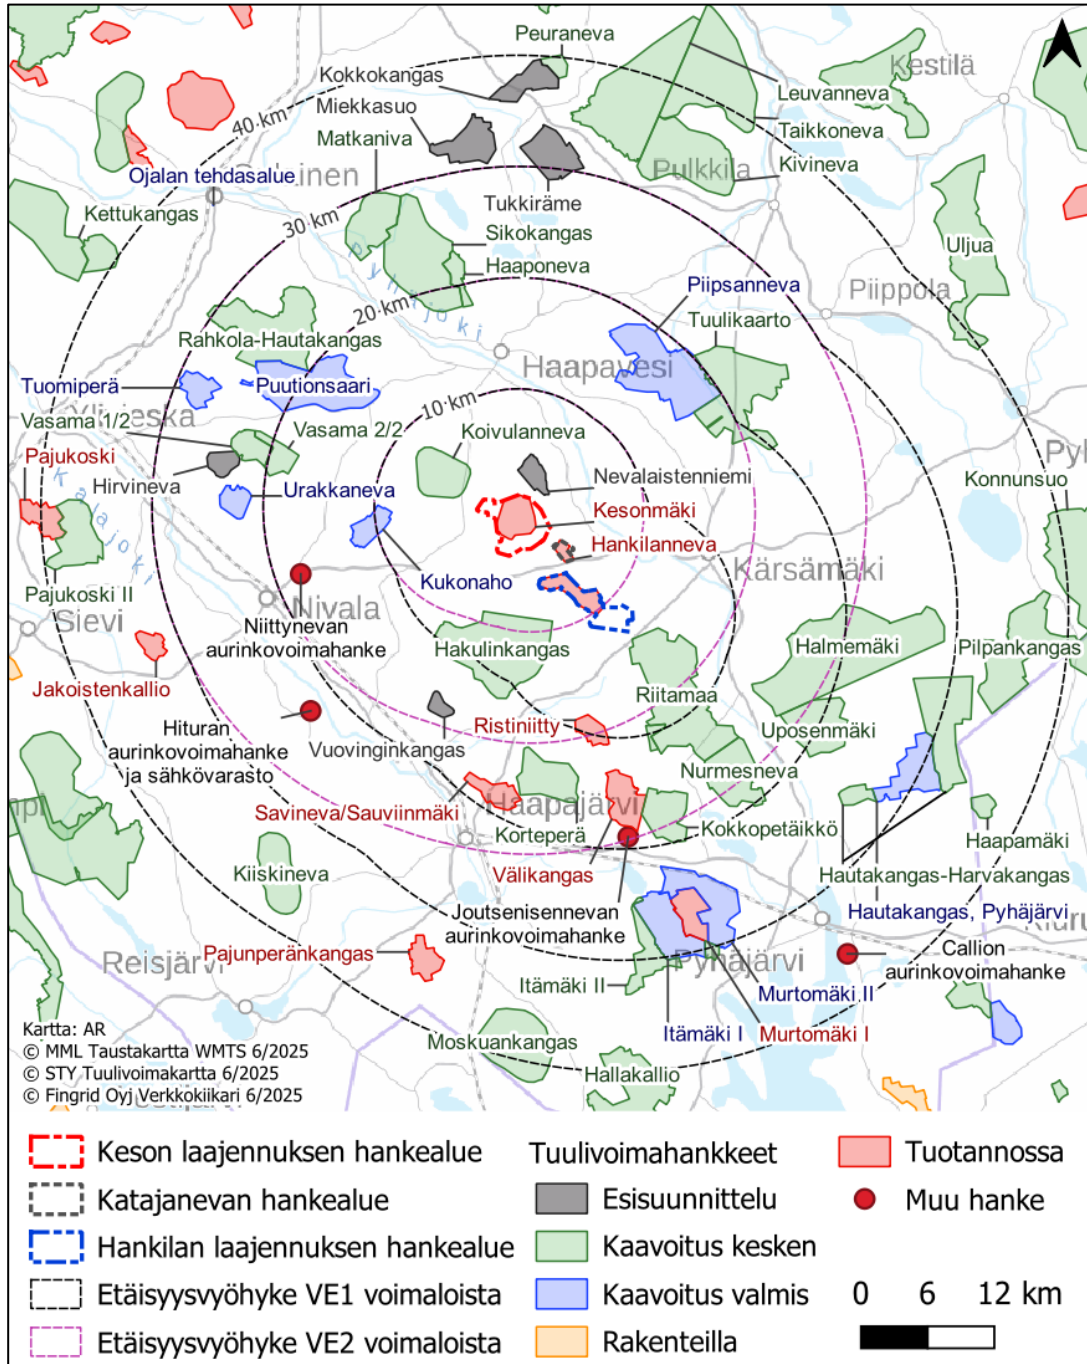 Peuraneva
Kokkokangas
Kestilä
Leuvanneva
Miekkasuo
40 km
Taikkoneva
Matkaniva
Kivineva
Pulkkila
Ojalan tehdasalue
inen
Tukkiräme
Kettukangas
30 km
Sikokangas
Uljua
Pyhäjoki
Haaponeva
Piipsanneva
Piippola
20 km
Tuulikaarto
Rahkola-Hautakangas
Haapavesi
Tuomiperä
Puutionsaari
10 km
Ylivieska
Vasama 1/2
Vasama 2/2
Koivulanneva
Pajukoski
Hirvineva
Nevalaistenniemi
Konnunsuo
Urakkaneva
Kesonmäki
Kalajoki
Hankilanneva
Kukonaho
Kärsämäki
Pajukoski II
Sievi
Nivala
Niittynevan
aurinkovoimahanke
Hakulinkangas
Halmemäki
Pilpankangas
Jakoistenkallio
Riitamaa
Hituran
aurinkovoimahanke
ja sähkövarasto
Ristiniitty
Uposenmäki
Vuovinginkangas
Nurmesneva
Savineva/Sauviinmäki
Haapajärvi
Korteperä
Kokkopetäikkö
Haapamäki
Kiiskineva
Välikangas
Hautakangas-Harvakangas
Hautakangas, Pyhäjärvi
Joutsenisennevan
aurinkovoimahanke
Pajunperänkangas
Reisjärvi
Pyhäjärvi
Callion
aurinkovoimahanke
Itämäki II
Murtomäki II
Itämäki I
Murtomäki I
Moskuankangas
Hallakallio
Kartta: AR
© MML Taustakartta WMTS 6/2025
© STY Tuulivoimakartta 6/2025
© Fingrid Oyj Verkkokiikari 6/2025
Keson laajennuksen hankealue
Katajanevan hankealue
Hankilan laajennuksen hankealue
Etäisyysvyöhyke VE1 voimaloista
Etäisyysvyöhyke VE2 voimaloista
Tuulivoimahankkeet
Esisuunnittelu
Kaavoitus kesken
Kaavoitus valmis
Rakenteilla
Tuotannossa
Muu hanke
0 6 12 km